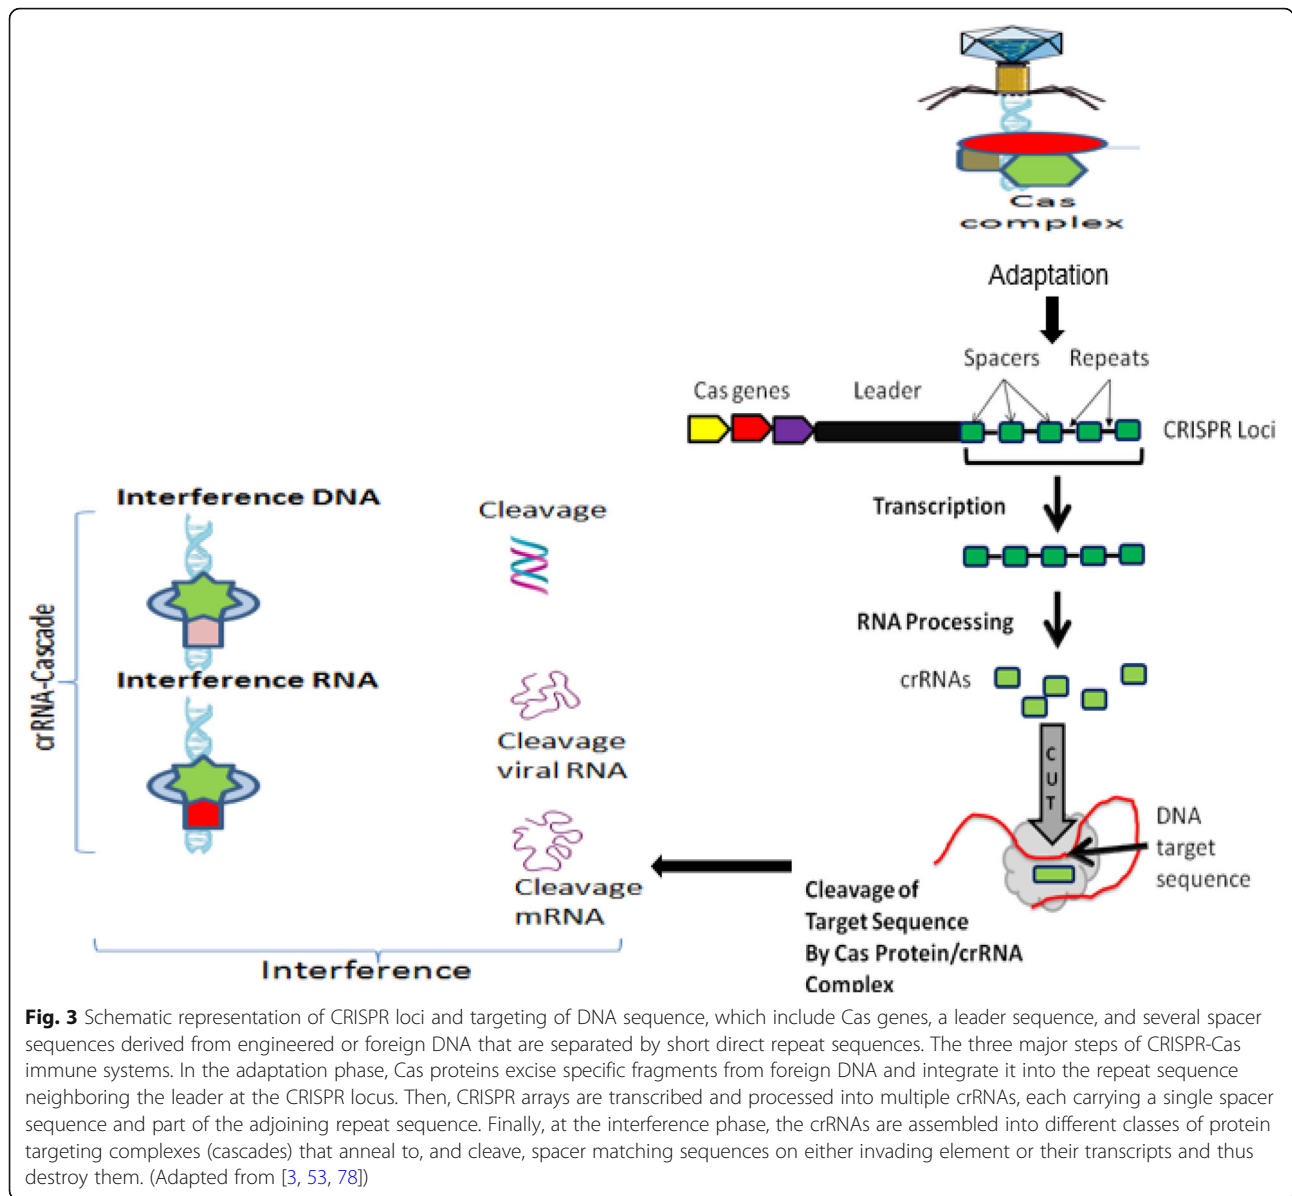 Cas
complex
Adaptation
Spacers Repeats
Cas genes Leader
CRISPR Loci
Transcription
RNA Processing
crRNAs
CUT
DNA
target
sequence
Cleavage of
Target Sequence
By Cas Protein/crRNA
Complex
Interference DNA
Cleavage
crRNA-Cascade
Interference RNA
Cleavage
viral RNA
Cleavage
mRNA
Interference
Fig. 3 Schematic representation of CRISPR loci and targeting of DNA sequence, which include Cas genes, a leader sequence, and several spacer
sequences derived from engineered or foreign DNA that are separated by short direct repeat sequences. The three major steps of CRISPR-Cas
immune systems. In the adaptation phase, Cas proteins excise specific fragments from foreign DNA and integrate it into the repeat sequence
neighboring the leader at the CRISPR locus. Then, CRISPR arrays are transcribed and processed into multiple crRNAs, each carrying a single spacer
sequence and part of the adjoining repeat sequence. Finally, at the interference phase, the crRNAs are assembled into different classes of protein
targeting complexes (cascades) that anneal to, and cleave, spacer matching sequences on either invading element or their transcripts and thus
destroy them. (Adapted from [3, 53, 78])